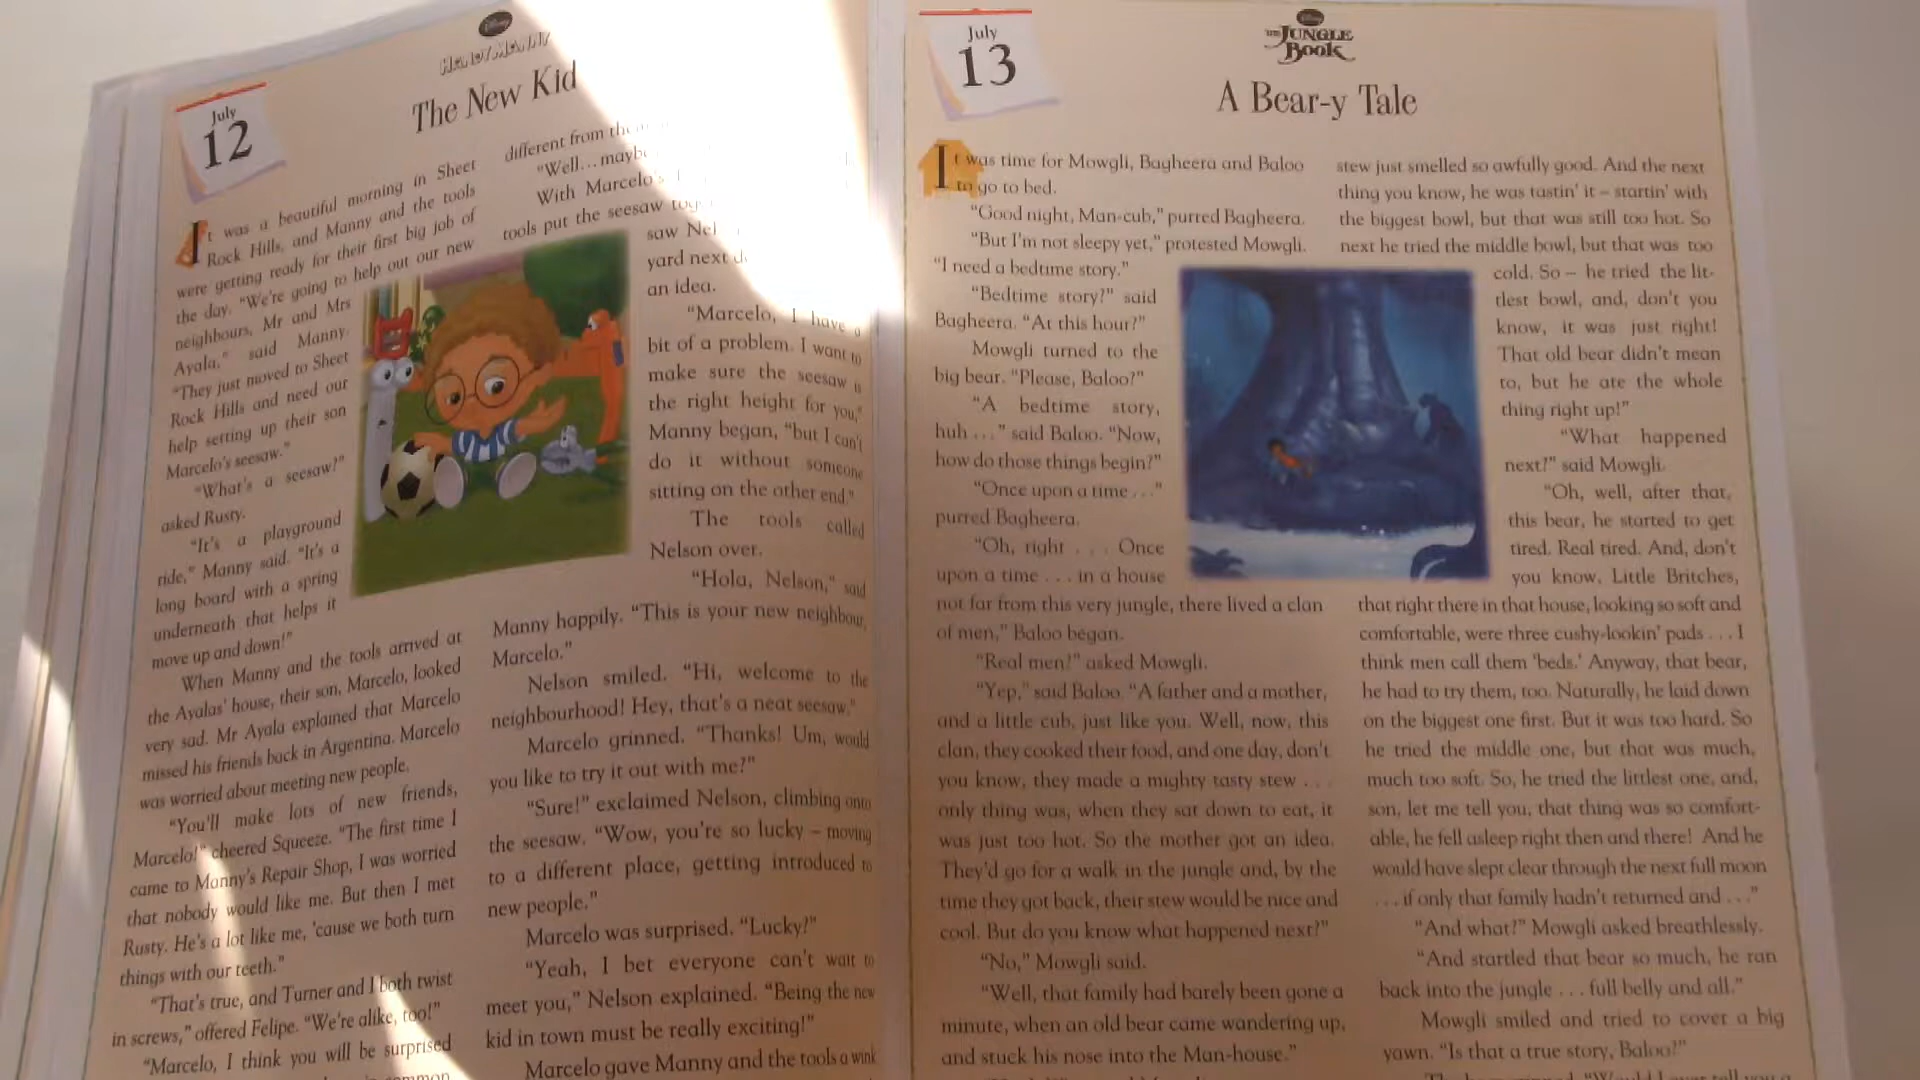 Disney
HANDY MANNY
July
12
The New Kid
It was a beautiful morning in Sheet
Rock Hills, and Manny and the tools
were getting ready for their first big job of
the day. “We’re going to help out our new
neighbours, Mr and Mrs
Ayala,” said Manny.
“They just moved to Sheet
Rock Hills and need our
help setting up their son
Marcelo’s seesaw.”
“What’s a seesaw?”
asked Rusty.
“It’s a playground
ride,” Manny said. “It’s a
long board with a spring
underneath that helps it
move up and down!”
When Manny and the tools arrived at
the Ayalas’ house, their son, Marcelo, looked
very sad. Mr Ayala explained that Marcelo
missed his friends back in Argentina. Marcelo
was worried about meeting new people.
“You’ll make lots of new friends,
Marcelo!” cheered Squeeze. “The first time I
came to Manny’s Repair Shop, I was worried
that nobody would like me. But then I met
Rusty. He’s a lot like me, ’cause we both turn
things with our teeth.”
“That’s true, and Turner and I both twist
in screws,” offered Felipe. “We’re alike, too!”
“Marcelo, I think you will be surprised
common
different from them
“Well... maybe
With Marcelo’s
tools put the seesaw
saw
yard next
an idea.
“Marcelo, I have a
bit of a problem. I want to
make sure the seesaw is
the right height for you,”
Manny began, “but I can’t
do it without someone
sitting on the other end.”
The tools called
Nelson over.
“Hola, Nelson,” said
Manny happily. “This is your new neighbour,
Marcelo.”
Nelson smiled. “Hi, welcome to the
neighbourhood! Hey, that’s a neat seesaw.”
Marcelo grinned. “Thanks! Um, would
you like to try it out with me?”
“Sure!” exclaimed Nelson, climbing onto
the seesaw. “Wow, you’re so lucky – moving
to a different place, getting introduced to
new people.”
Marcelo was surprised. “Lucky?”
“Yeah, I bet everyone can’t wait to
meet you,” Nelson explained. “Being the new
kid in town must be really exciting!”
Marcelo gave Manny and the tools a wink
Disney
THE JUNGLE
BOOK
July
13
A Bear-y Tale
It was time for Mowgli, Bagheera and Baloo
to go to bed.
“Good night, Man-cub,” purred Bagheera.
“But I’m not sleepy yet,” protested Mowgli.
“I need a bedtime story.”
“Bedtime story?” said
Bagheera. “At this hour?”
Mowgli turned to the
big bear. “Please, Baloo?”
“A bedtime story,
huh ...” said Baloo. “Now,
how do those things begin?”
“Once upon a time ...”
purred Bagheera.
“Oh, right ... Once
upon a time ... in a house
not far from this very jungle, there lived a clan
of men,” Baloo began.
“Real men?” asked Mowgli.
“Yep,” said Baloo. “A father and a mother,
and a little cub, just like you. Well, now, this
clan, they cooked their food, and one day, don’t
you know, they made a mighty tasty stew ...
only thing was, when they sat down to eat, it
was just too hot. So the mother got an idea.
They’d go for a walk in the jungle and, by the
time they got back, their stew would be nice and
cool. But do you know what happened next?”
“No,” Mowgli said.
“Well, that family had barely been gone a
minute, when an old bear came wandering up,
and stuck his nose into the Man-house.”
stew just smelled so awfully good. And the next
thing you know, he was tastin’ it – startin’ with
the biggest bowl, but that was still too hot. So
next he tried the middle bowl, but that was too
cold. So – he tried the lit-
tlest bowl, and, don’t you
know, it was just right!
That old bear didn’t mean
to, but he ate the whole
thing right up!”
“What happened
next?” said Mowgli.
“Oh, well, after that,
this bear, he started to get
tired. Real tired. And, don’t
you know, Little Britches,
that right there in that house, looking so soft and
comfortable, were three cushy-lookin’ pads ... I
think men call them ‘beds.’ Anyway, that bear,
he had to try them, too. Naturally, he laid down
on the biggest one first. But it was too hard. So
he tried the middle one, but that was much,
much too soft. So, he tried the littlest one, and,
son, let me tell you, that thing was so comfort-
able, he fell asleep right then and there! And he
would have slept clear through the next full moon
... if only that family hadn’t returned and ...”
“And what?” Mowgli asked breathlessly.
“And startled that bear so much, he ran
back into the jungle ... full belly and all.”
Mowgli smiled and tried to cover a big
yawn. “Is that a true story, Baloo?”